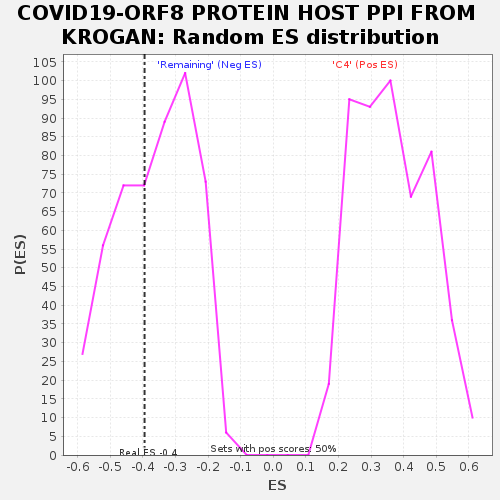 COVID19-ORF8 PROTEIN HOST PPI FROM
KROGAN: Random ES distribution
'Remaining' (Neg ES)
'C4' (Pos ES)
105
100
95
90
85
80
75
70
65
60
55
50
45
40
35
30
25
20
15
10
5
0
P(ES)
Real ES -0.4
Sets with pos scores: 50%
-0.6 -0.5 -0.4 -0.3 -0.2 -0.1 0.0 0.1 0.2 0.3 0.4 0.5 0.6
ES